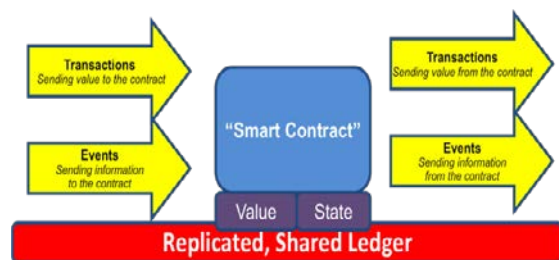 Transactions
Sending value to the contract
Events
Sending information
to the contract
“Smart Contract”
Value
State
Transactions
Sending value from the contract
Events
Sending information
from the contract
Replicated, Shared Ledger